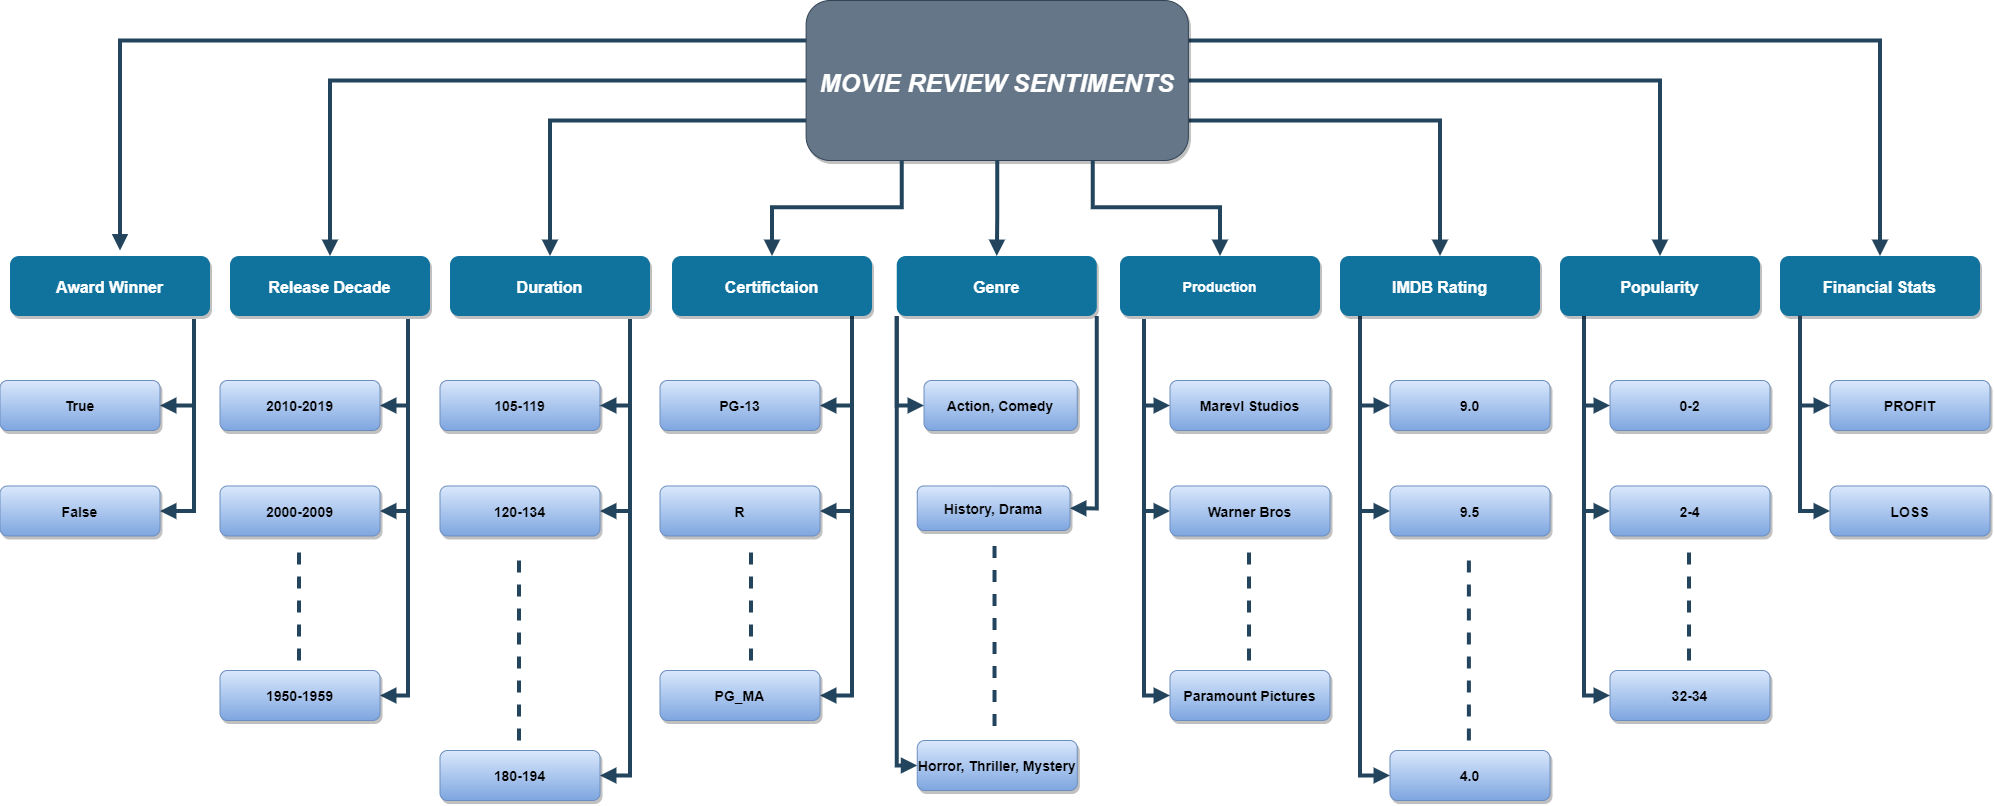 MOVIE REVIEW SENTIMENTS
Award Winner
Release Decade
Duration
Certifictaion
Genre
Production
IMDB Rating
Popularity
Financial Stats
True
2010-2019
105-119
PG-13
Action, Comedy
Marevl Studios
9.0
0-2
PROFIT
False
2000-2009
120-134
R
History, Drama
Warner Bros
9.5
2-4
LOSS
1950-1959
PG_MA
Paramount Pictures
32-34
180-194
Horror, Thriller, Mystery
4.0